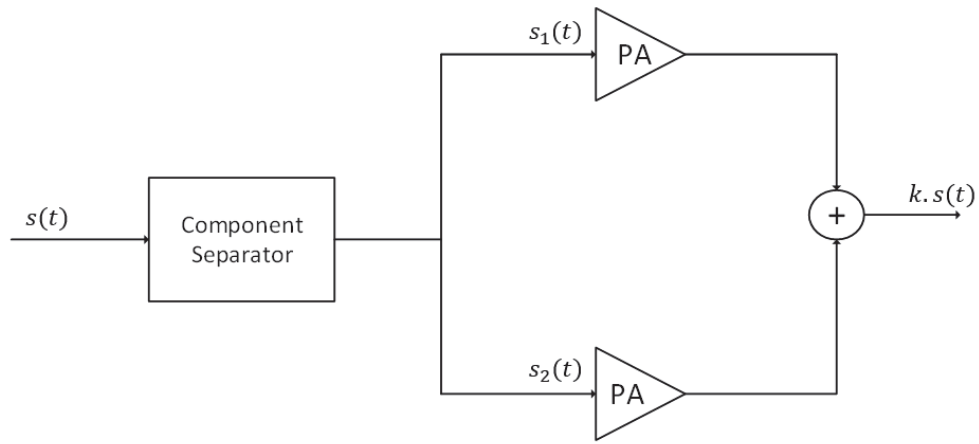 s₁(t)
PA
s(t)
Component
Separator
+
k.s(t)
s₂(t)
PA